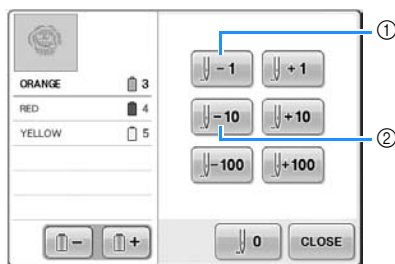 ①
- 1
+ 1
ORANGE 3
RED 4
- 10
+ 10
②
YELLOW 5
- 100
+ 100
-
+
0
CLOSE